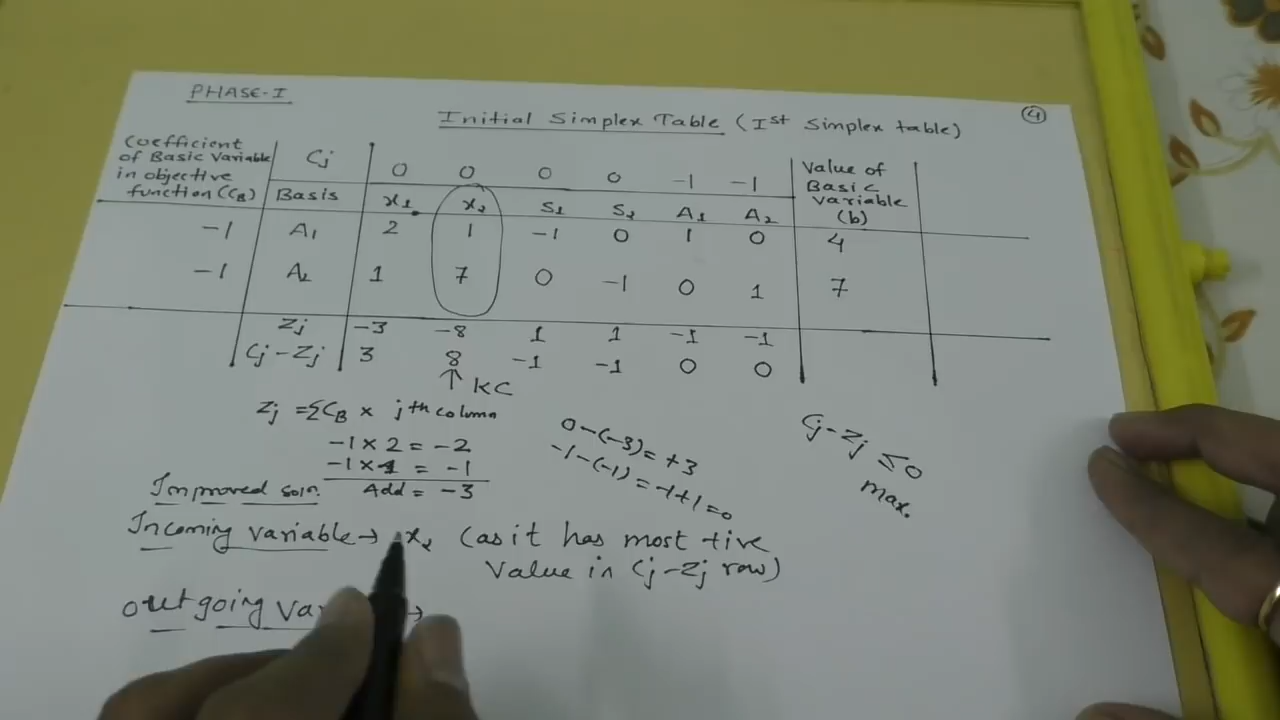 PHASE-I
Initial Simplex Table (Ist Simplex table)
4
Coefficient of Basic Variable in objective function (CB)
Cj 0 0 0 0 -1 -1
Value of Basic Variable (b)
Basis x1 x2 S1 S2 A1 A2
-1 A1 2 1 -1 0 1 0 4
-1 A2 1 7 0 -1 0 1 7
Zj -3 -8 1 1 -1 -1
Cj-Zj 3 8 -1 -1 0 0
↑ KC
Zj = ΣCB × jth column
-1 × 2 = -2
-1 × 1 = -1
Add = -3
0-(-3) = +3
-1-(-1) = -1+1=0
Cj-Zj ≤ 0
max.
Improved soln.
Incoming variable → x2 (as it has most +ive
Value in Cj-Zj row)
outgoing va →